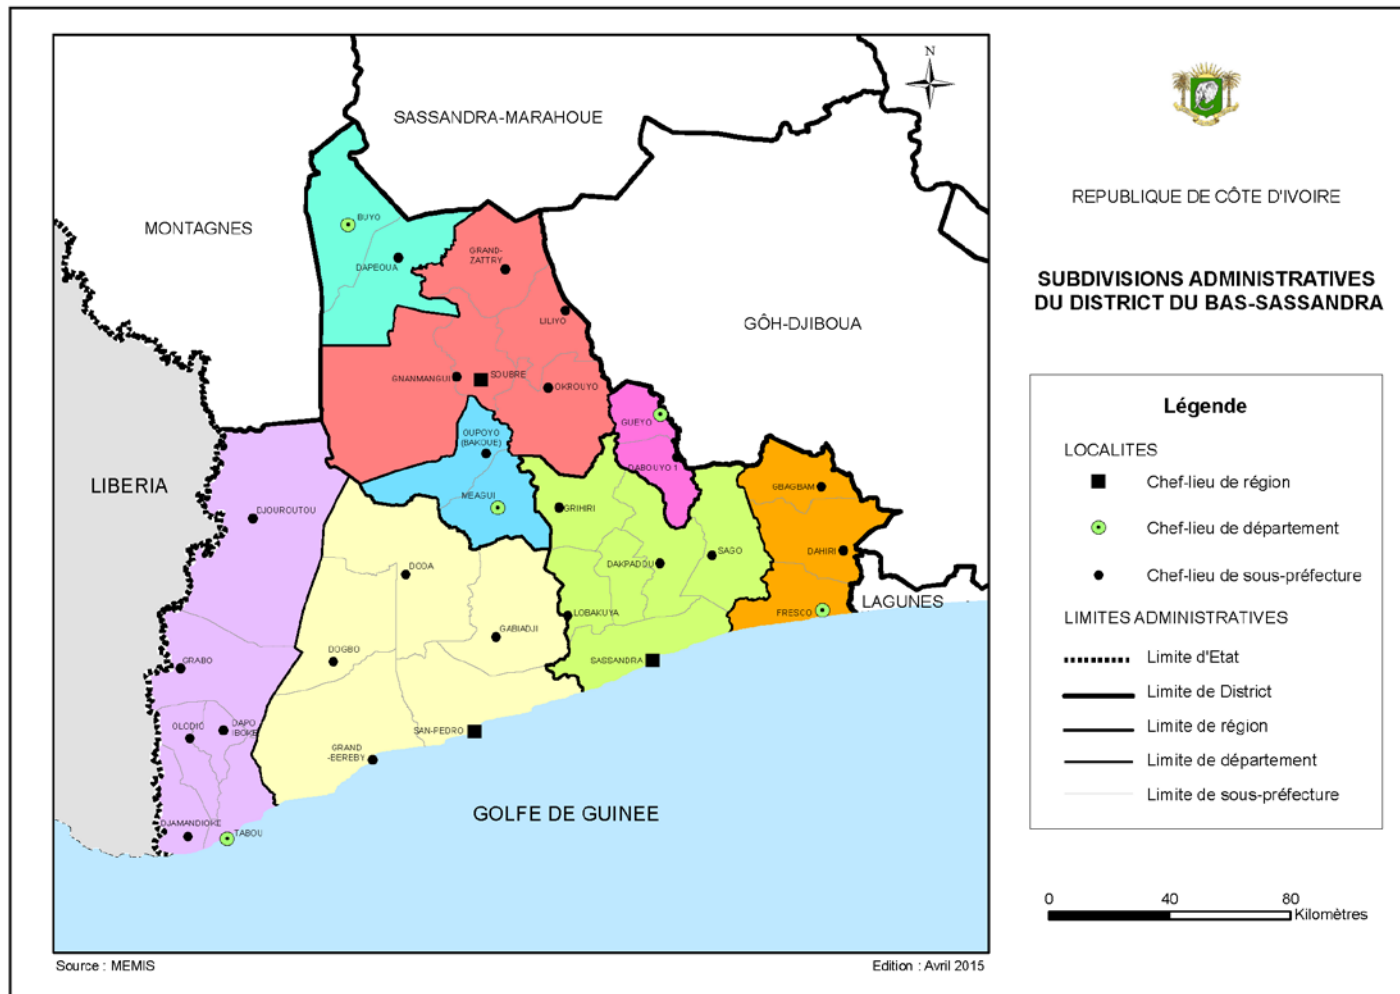 N
SASSANDRA-MARAHOUE
MONTAGNES
BUYO
DAPEOUA
GRAND-
ZATTRY
LILIYO
GÔH-DJIBOUA
GNANMANGUI
SOUBRE
OKROUYO
GUEYO
OUPOYO
(BAKOUE)
DABOUYO 1
LIBERIA
MEAGUI
GBAGBAM
DJOUROUTOU
GRIHIRI
DAKPADOU
SAGO
DAHIRI
DODA
LAGUNES
LOBAKUYA
FRESCO
GABIADJI
DOGBO
GRABO
SASSANDRA
OLODIO
DAPO
IBOKE
SAN-PEDRO
GRAND
-BEREBY
GOLFE DE GUINEE
DJAMANDIOKE
TABOU
Source : MEMIS
Edition : Avril 2015
REPUBLIQUE DE CÔTE D'IVOIRE
SUBDIVISIONS ADMINISTRATIVES
DU DISTRICT DU BAS-SASSANDRA
Légende
LOCALITES
Chef-lieu de région
Chef-lieu de département
Chef-lieu de sous-préfecture
LIMITES ADMINISTRATIVES
Limite d'Etat
Limite de District
Limite de région
Limite de département
Limite de sous-préfecture
0 40 80
Kilomètres